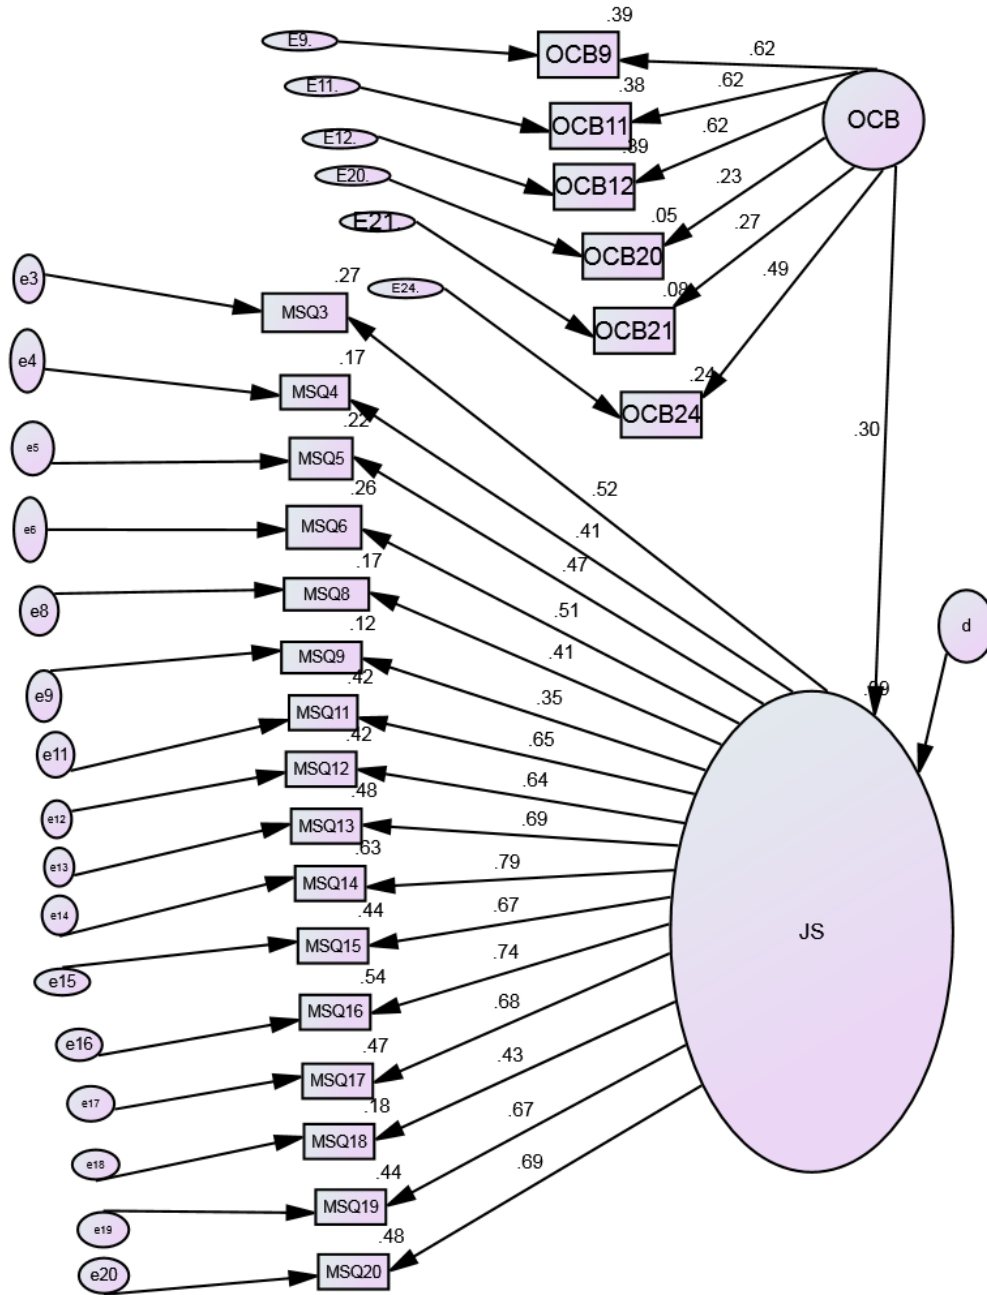 .39
E9.
OCB9
.62
E11.
.38
.62
OCB11
OCB
E12.
.39
.62
OCB12
E20.
.23
.05
E21
.27
OCB20
.49
e3
.27
E24.
.08
MSQ3
OCB21
e4
.17
.24
MSQ4
OCB24
.22
.30
e5
MSQ5
.26
.52
e6
MSQ6
.41
.17
.47
e8
MSQ8
.51
d
.12
.41
MSQ9
e9
.42
.35
.09
MSQ11
e11
.42
.65
MSQ12
.64
e12
.48
.69
MSQ13
e13
.63
.79
MSQ14
e14
.44
.67
MSQ15
JS
e15
.54
.74
MSQ16
e16
.68
.47
.43
MSQ17
e17
.18
.67
MSQ18
e18
.44
.69
MSQ19
e19
.48
MSQ20
e20